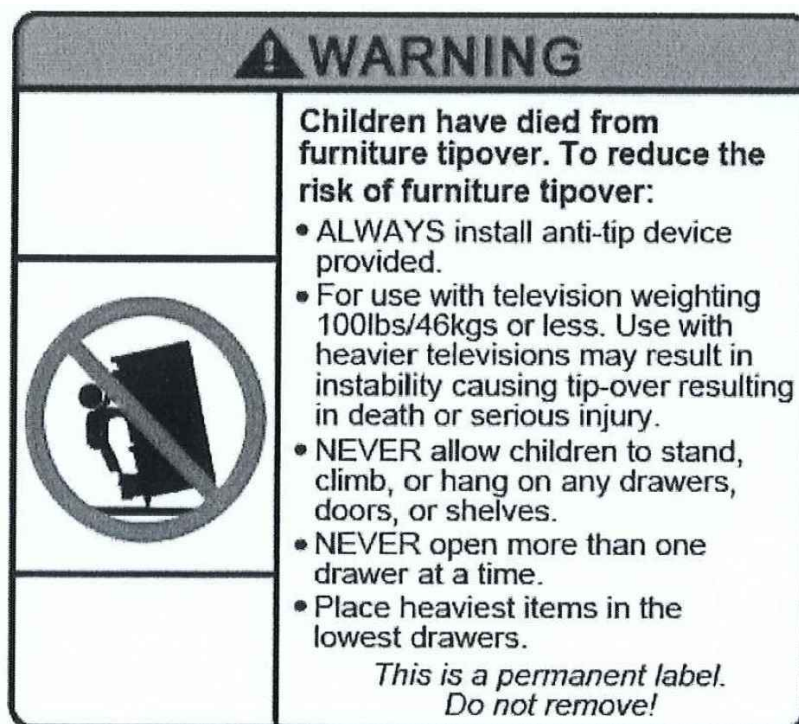 WARNING
Children have died from
furniture tipover. To reduce the
risk of furniture tipover:
• ALWAYS install anti-tip device
provided.
• For use with television weighting
100lbs/46kgs or less. Use with
heavier televisions may result in
instability causing tip-over resulting
in death or serious injury.
• NEVER allow children to stand,
climb, or hang on any drawers,
doors, or shelves.
• NEVER open more than one
drawer at a time.
• Place heaviest items in the
lowest drawers.
This is a permanent label.
Do not remove!